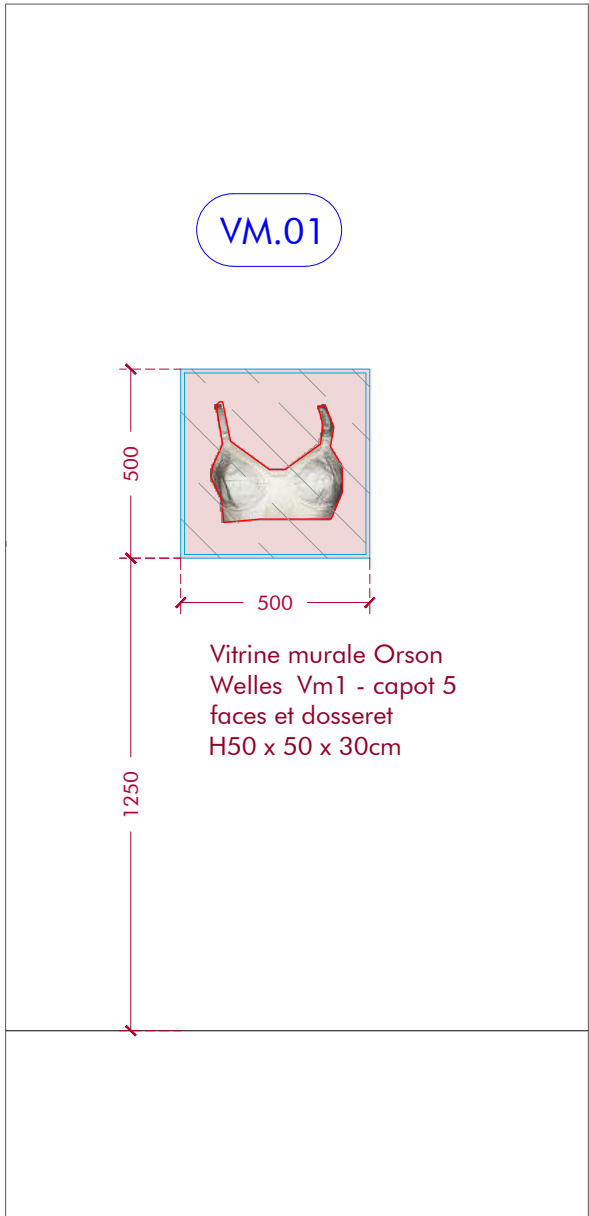 VM.01
500
500
Vitrine murale Orson
Welles Vm1 - capot 5
faces et dosseret
H50 x 50 x 30cm
1250